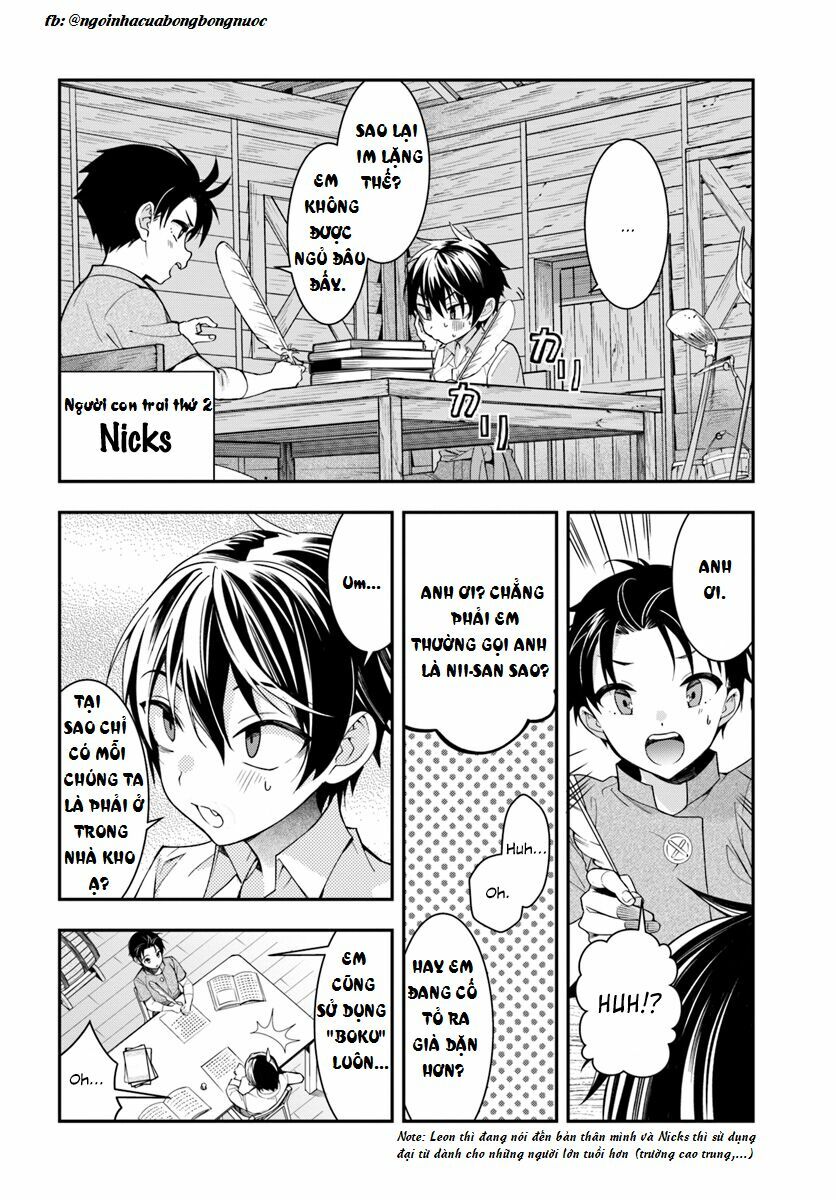 fb: @ngoinhacuabongbongnuoc
...
SAO LẠI
IM LẶNG
THẾ?
EM
KHÔNG
ĐƯỢC
NGỦ ĐÂU
ĐẤY.
カリ
カリ
Người con trai thứ 2
Nicks
ANH
ƠI.
HUH!?
ANH ƠI? CHẲNG
PHẢI EM
THƯỜNG GỌI ANH
LÀ NII-SAN SAO?
Huh...
Oh.
HAY EM
ĐANG CỐ
TỎ RA
GIÀ DẶN
HƠN?
Um...
TẠI
SAO CHỈ
CÓ MỖI
CHÚNG TA
LÀ PHẢI Ở
TRONG
NHÀ KHO
Ạ?
EM
CŨNG
SỬ DỤNG
"BOKU"
LUÔN...
Oh...
Note: Leon thì đang nói đến bản thân mình và Nicks thì sử dụng
đại từ dành cho những người lớn tuổi hơn (trường cao trung,...)